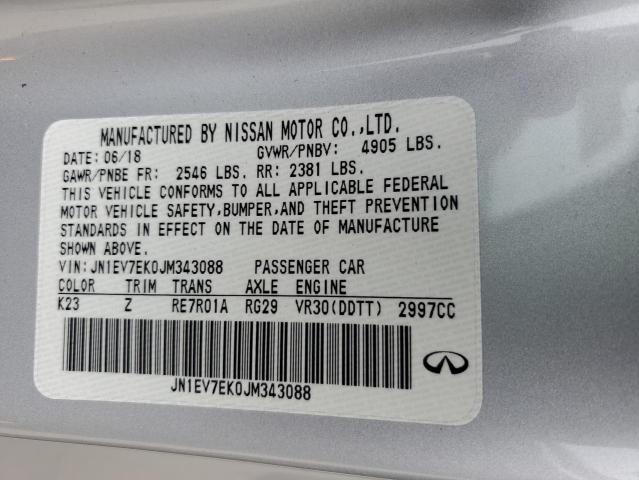 MANUFACTURED BY NISSAN MOTOR CO.,LTD.
DATE: 06/18 GVWR/PNBV: 4905 LBS.
GAWR/PNBE FR: 2546 LBS. RR: 2381 LBS.
THIS VEHICLE CONFORMS TO ALL APPLICABLE FEDERAL
MOTOR VEHICLE SAFETY,BUMPER,AND THEFT PREVENTION
STANDARDS IN EFFECT ON THE DATE OF MANUFACTURE
SHOWN ABOVE.
VIN:JN1EV7EK0JM343088 PASSENGER CAR
COLOR TRIM TRANS AXLE ENGINE
K23 Z RE7R01A RG29 VR30(DDTT) 2997CC
JN1EV7EK0JM343088